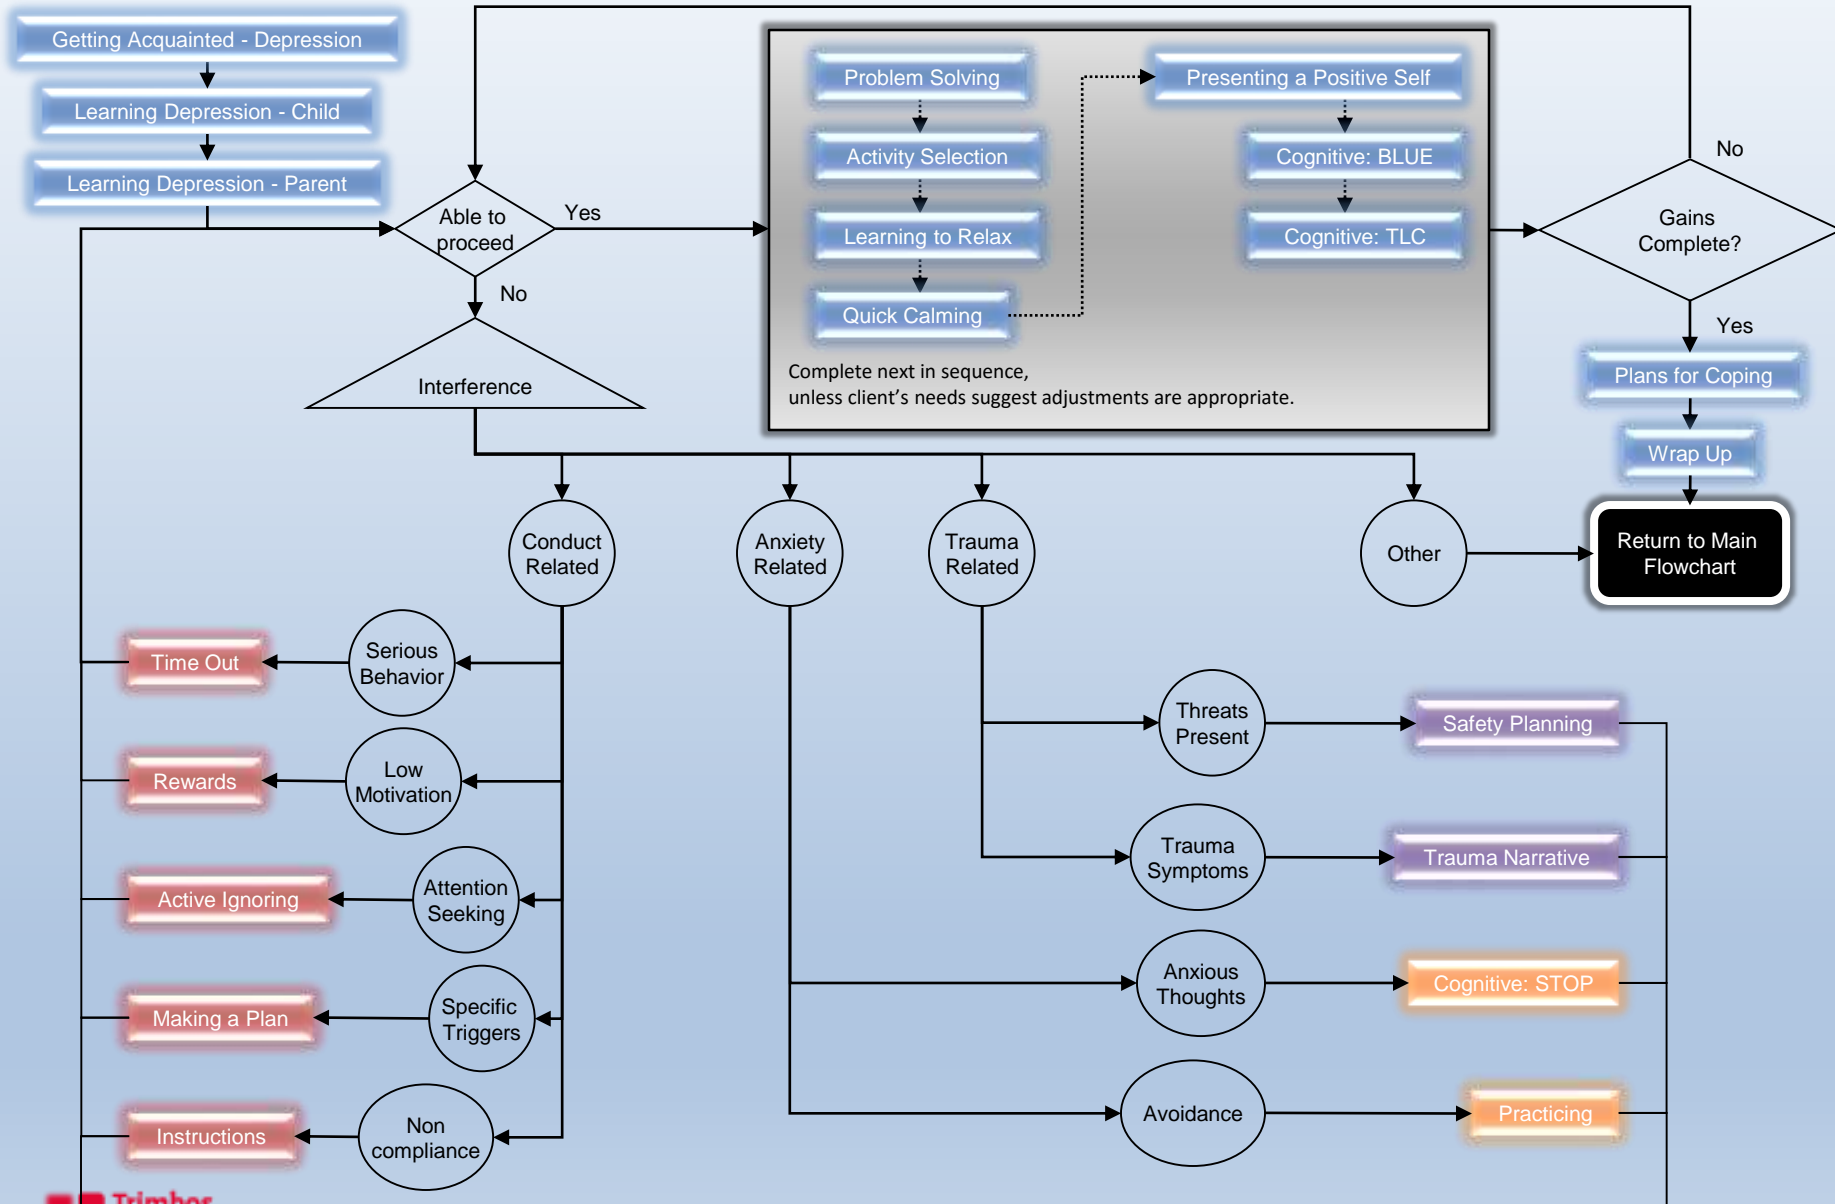 Getting Acquainted - Depression
Learning Depression - Child
Learning Depression - Parent
Able to
proceed
Yes
No
Interference
Problem Solving
Activity Selection
Learning to Relax
Quick Calming
Presenting a Positive Self
Cognitive: BLUE
Cognitive: TLC
Complete next in sequence,
unless client's needs suggest adjustments are appropriate.
Gains
Complete?
No
Yes
Plans for Coping
Wrap Up
Return to Main
Flowchart
Conduct
Related
Anxiety
Related
Trauma
Related
Other
Time Out
Serious
Behavior
Rewards
Low
Motivation
Active Ignoring
Attention
Seeking
Making a Plan
Specific
Triggers
Instructions
Non
compliance
Threats
Present
Safety Planning
Trauma
Symptoms
Trauma Narrative
Anxious
Thoughts
Cognitive: STOP
Avoidance
Practicing
Trimbos